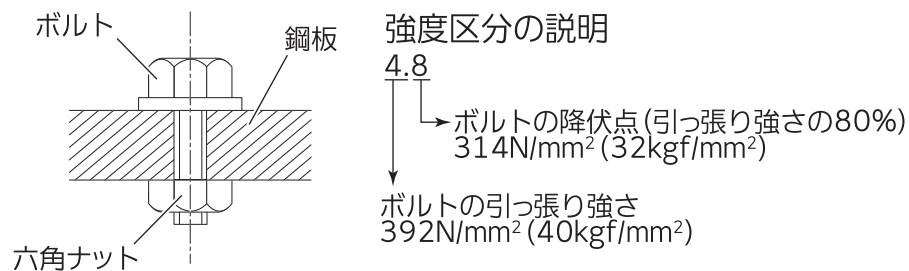 ボルト
鋼板
六角ナット
強度区分の説明
4.8
ボルトの降伏点(引っ張り強さの80%)
314N/mm²(32kgf/mm²)
ボルトの引っ張り強さ
392N/mm²(40kgf/mm²)